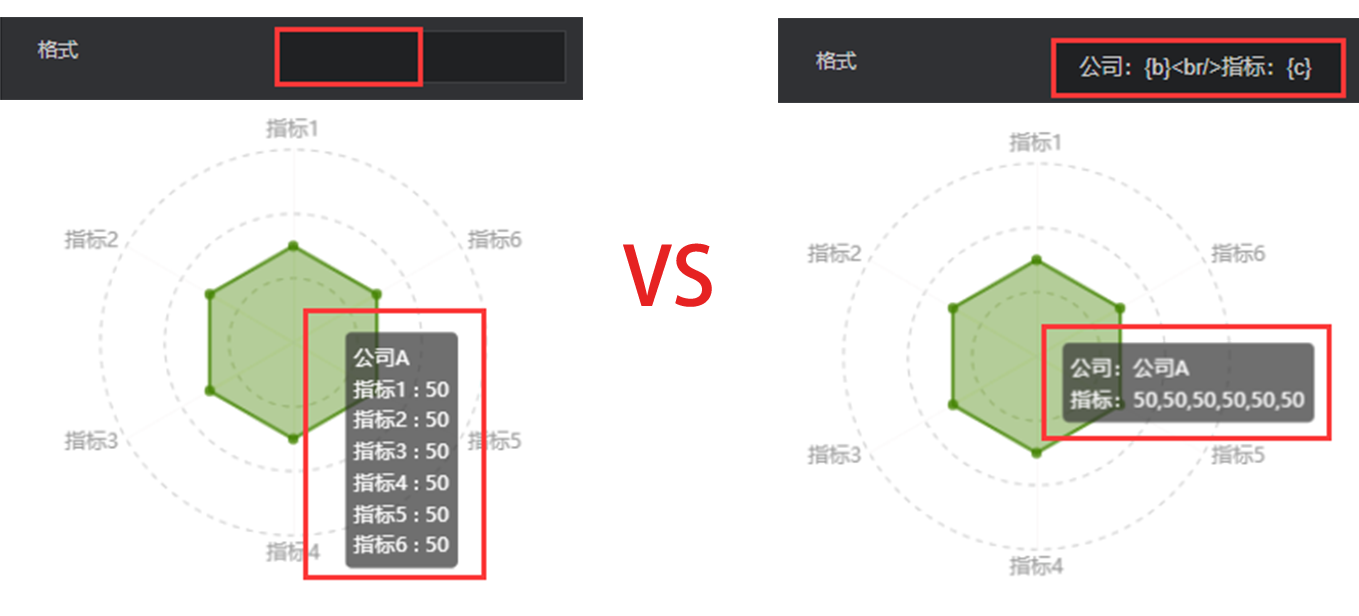 格式
指标1
指标2
指标6
公司A
指标1 : 50
指标2 : 50
指标3 : 50
指标4 : 50
指标5 : 50
指标6 : 50
指标3
指标5
指标4
VS
格式
公司：{b}<br/>指标：{c}
指标1
指标2
指标6
公司：公司A
指标：50,50,50,50,50,50
指标3
指标5
指标4